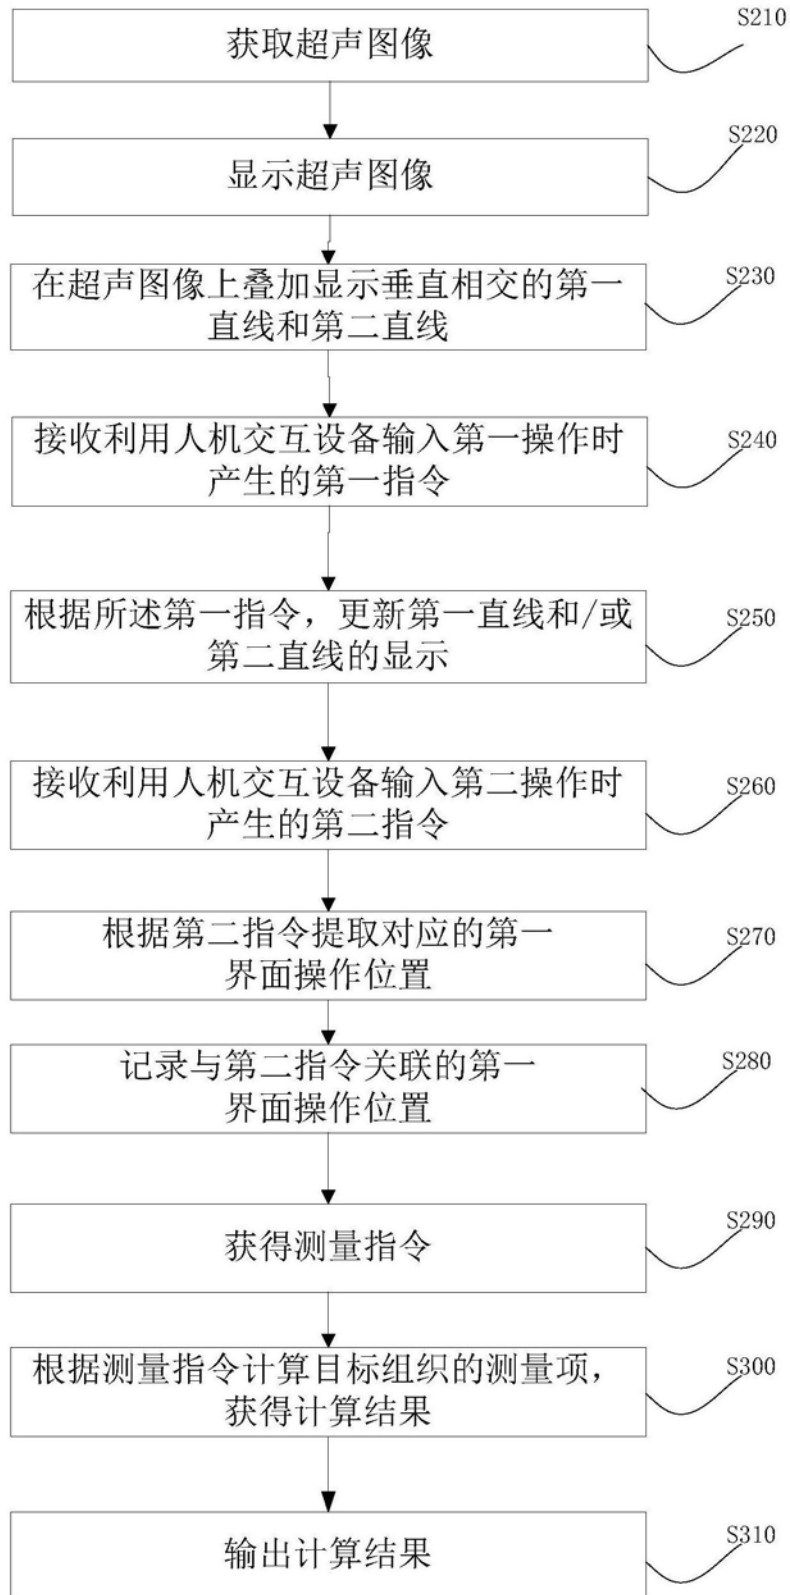 获取超声图像
S210
显示超声图像
S220
在超声图像上叠加显示垂直相交的第一
直线和第二直线
S230
接收利用人机交互设备输入第一操作时
产生的第一指令
S240
根据所述第一指令，更新第一直线和/或
第二直线的显示
S250
接收利用人机交互设备输入第二操作时
产生的第二指令
S260
根据第二指令提取对应的第一
界面操作位置
S270
记录与第二指令关联的第一
界面操作位置
S280
获得测量指令
S290
根据测量指令计算目标组织的测量项，
获得计算结果
S300
输出计算结果
S310